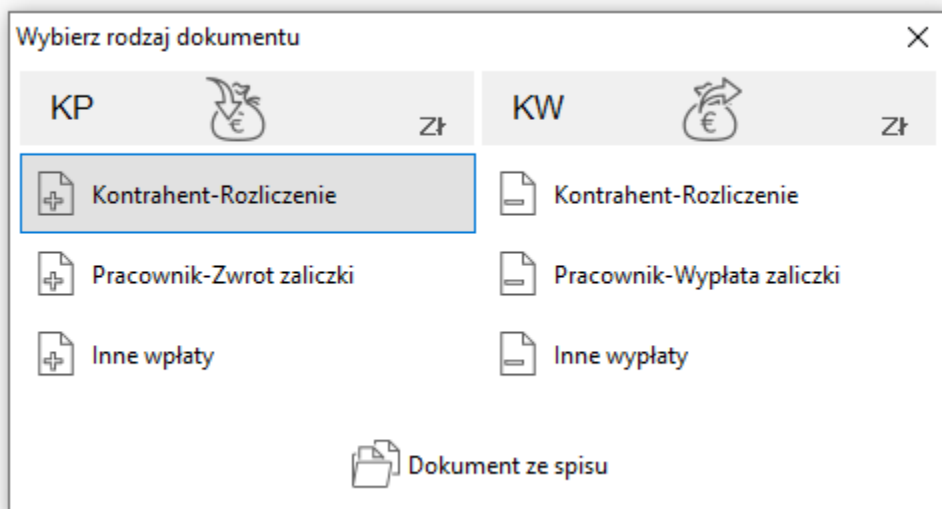 Wybierz rodzaj dokumentu
KP € Zł
KW € Zł
Kontrahent-Rozliczenie
Kontrahent-Rozliczenie
Pracownik-Zwrot zaliczki
Pracownik-Wypłata zaliczki
Inne wpłaty
Inne wypłaty
Dokument ze spisu